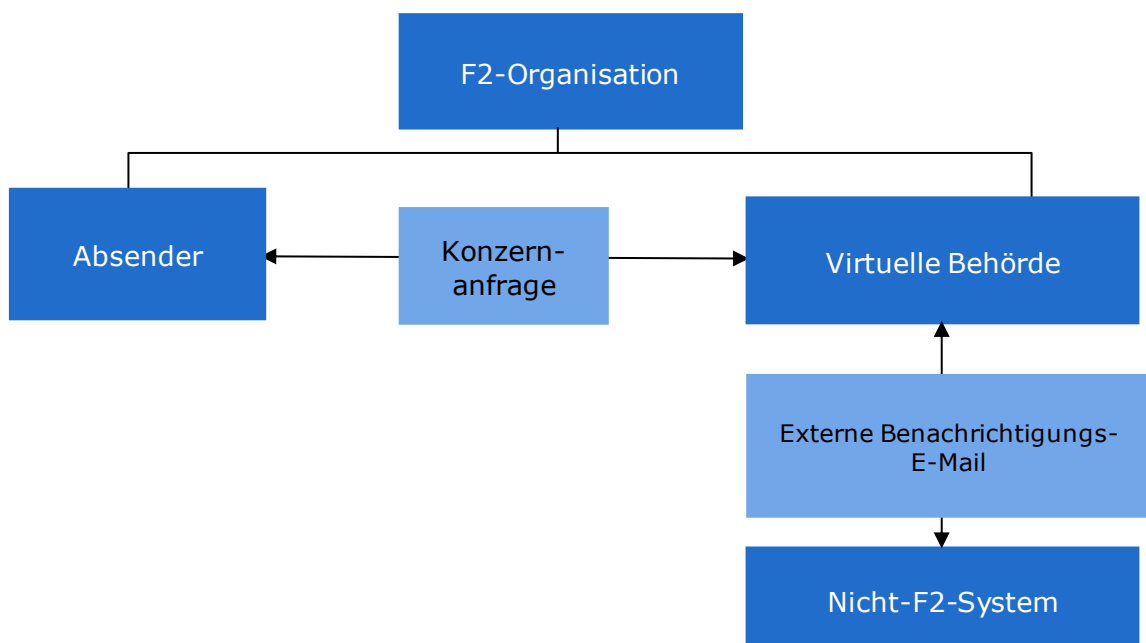 F2-Organisation
Absender
Konzern-
anfrage
Virtuelle Behörde
Externe Benachrichtigungs-
E-Mail
Nicht-F2-System